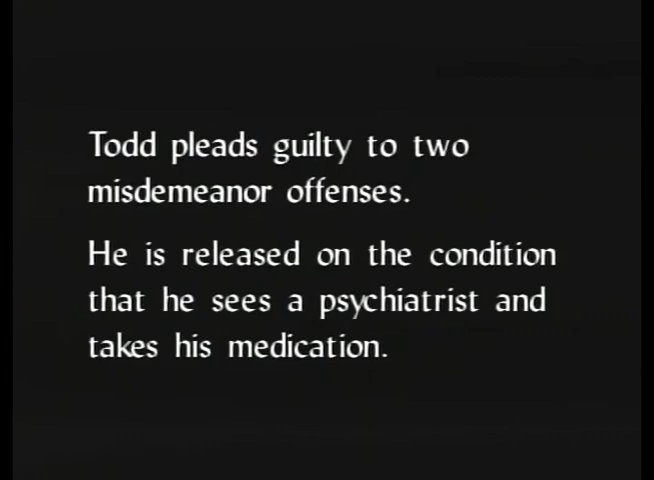 Todd pleads guilty to two
misdemeanor offenses.
He is released on the condition
that he sees a psychiatrist and
takes his medication.